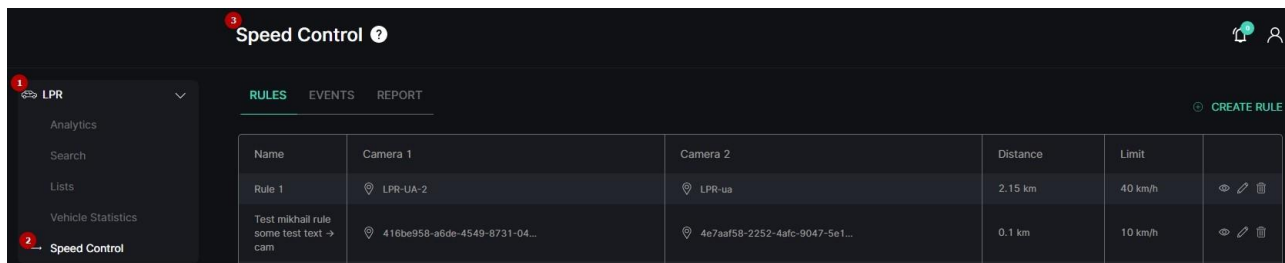 3
Speed Control ?
0
1
LPR
RULES EVENTS REPORT
CREATE RULE
Analytics
Search
Lists
Vehicle Statistics
2
Speed Control
Name Camera 1 Camera 2 Distance Limit
Rule 1 LPR-UA-2 LPR-ua 2.15 km 40 km/h
Test mikhail rule
some test text →
cam
416be958-a6de-4549-8731-04... 4e7aaf58-2252-4afc-9047-5e1... 0.1 km 10 km/h